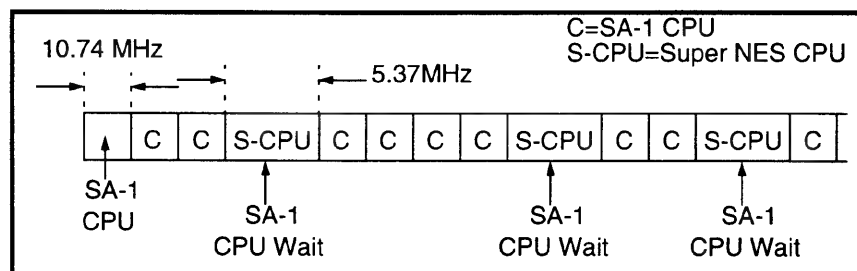 C=SA-1 CPU
10.74 MHz
S-CPU=Super NES CPU
5.37MHz
C C S-CPU C C C C S-CPU C C S-CPU C
SA-1 SA-1 SA-1 SA-1
CPU CPU Wait CPU Wait CPU Wait